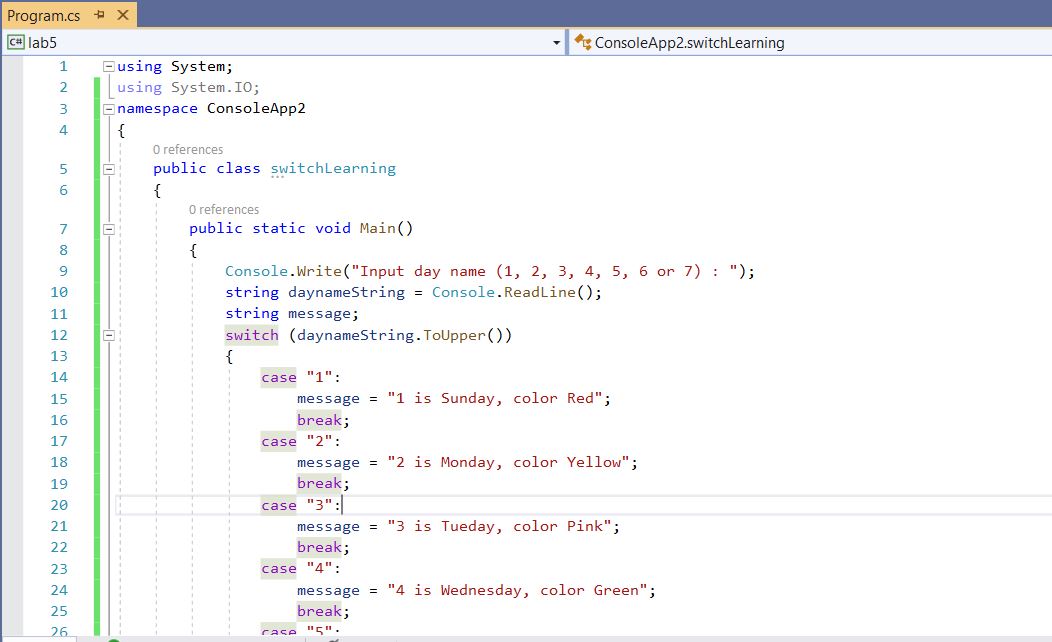 Program.cs
C# lab5
ConsoleApp2.switchLearning
1 using System;
2 using System.IO;
3 namespace ConsoleApp2
4 {
0 references
5 public class switchLearning
6 {
0 references
7 public static void Main()
8 {
9 Console.Write("Input day name (1, 2, 3, 4, 5, 6 or 7) : ");
10 string daynameString = Console.ReadLine();
11 string message;
12 switch (daynameString.ToUpper())
13 {
14 case "1":
15 message = "1 is Sunday, color Red";
16 break;
17 case "2":
18 message = "2 is Monday, color Yellow";
19 break;
20 case "3":
21 message = "3 is Tueday, color Pink";
22 break;
23 case "4":
24 message = "4 is Wednesday, color Green";
25 break;
26 case "5":